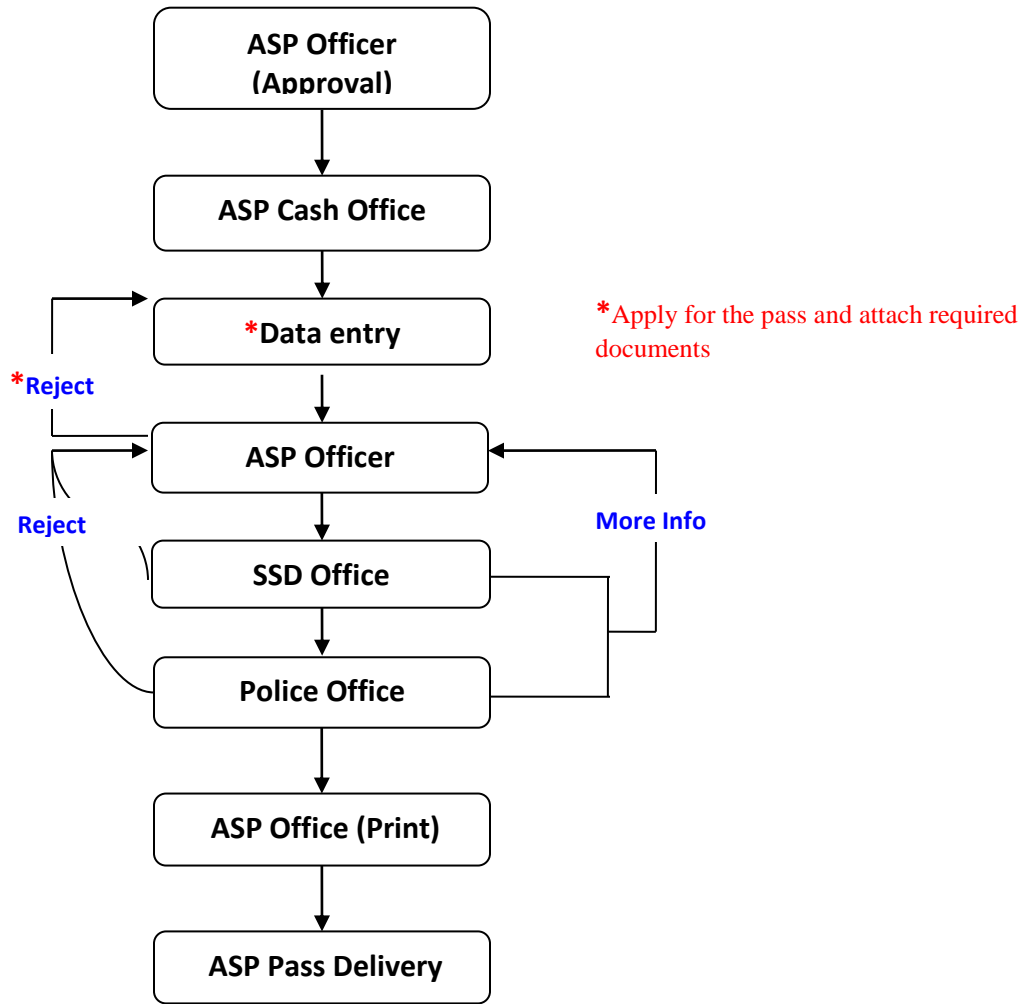 ASP Officer
(Approval)
ASP Cash Office
*Data entry
*Apply for the pass and attach required
documents
*Reject
ASP Officer
Reject
More Info
SSD Office
Police Office
ASP Office (Print)
ASP Pass Delivery